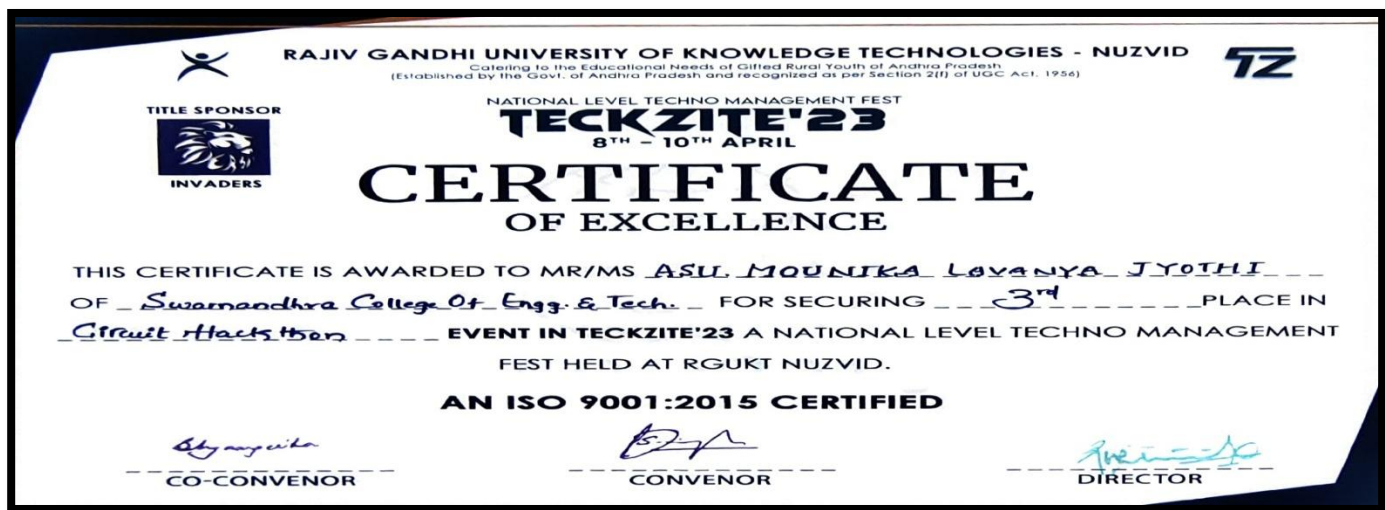 RAJIV GANDHI UNIVERSITY OF KNOWLEDGE TECHNOLOGIES - NUZVID
Catering to the Educational Needs of Gifted Rural Youth of Andhra Pradesh
(Established by the Govt. of Andhra Pradesh and recognized as per Section 2(f) of UGC Act. 1956)
TZ
TITLE SPONSOR
INVADERS
NATIONAL LEVEL TECHNO MANAGEMENT FEST
TECKZITE'23
8TH - 10TH APRIL
CERTIFICATE
OF EXCELLENCE
THIS CERTIFICATE IS AWARDED TO MR/MS ASU. MOUNIKA LAVANYA JYOTHI
OF Swarnandhra College Of Engg. & Tech. FOR SECURING 3rd PLACE IN
Circuit Hackthon EVENT IN TECKZITE'23 A NATIONAL LEVEL TECHNO MANAGEMENT
FEST HELD AT RGUKT NUZVID.
AN ISO 9001:2015 CERTIFIED
CO-CONVENOR
CONVENOR
DIRECTOR